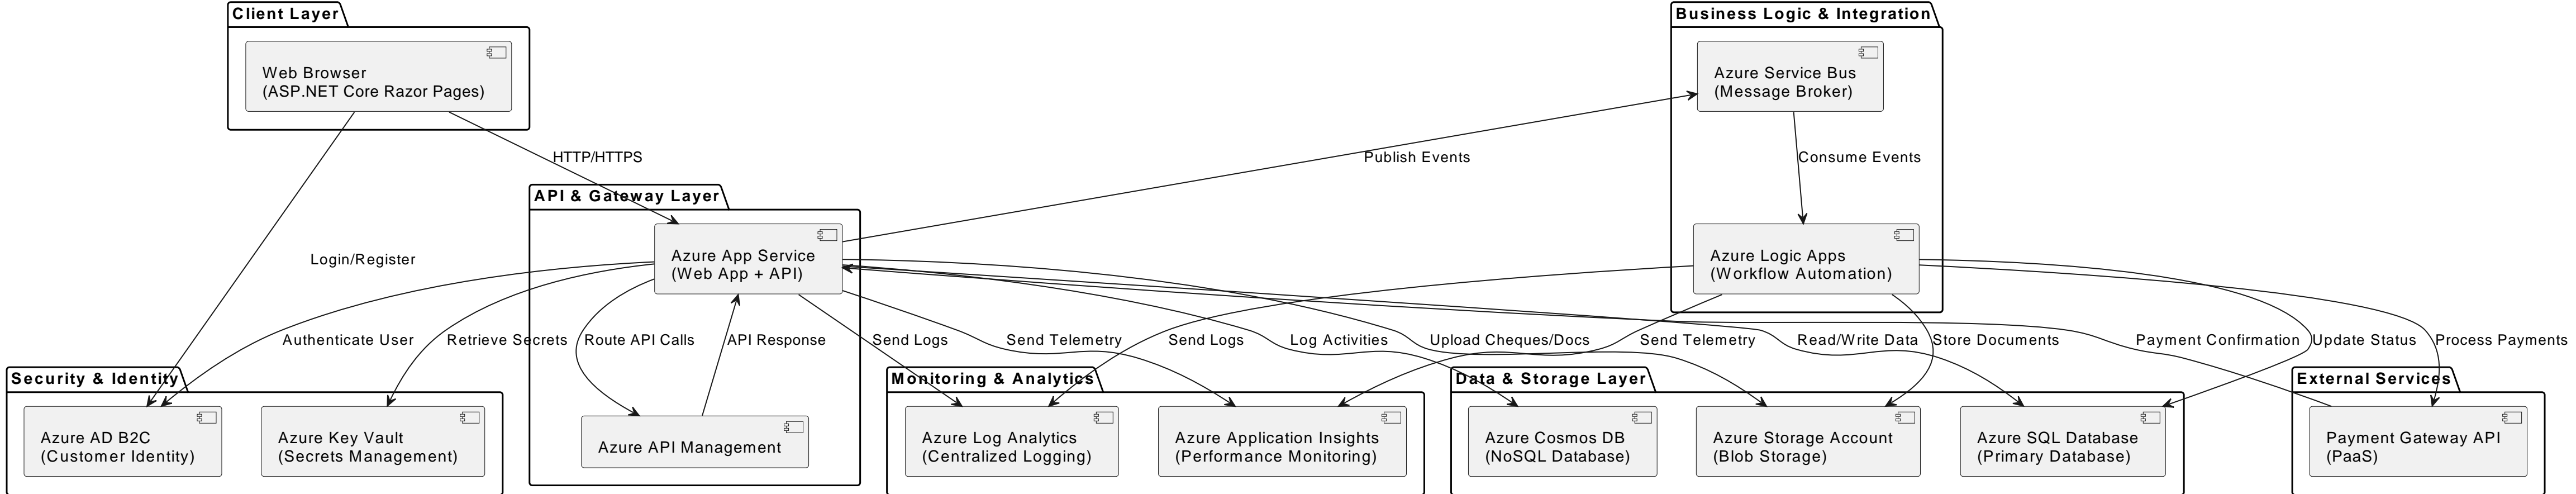 Client Layer
Web Browser
(ASP.NET Core Razor Pages)
Business Logic & Integration
Azure Service Bus
(Message Broker)
HTTP/HTTPS
Publish Events
Consume Events
API & Gateway Layer
Azure App Service
(Web App + API)
Azure Logic Apps
(Workflow Automation)
Login/Register
Authenticate User
Retrieve Secrets
Route API Calls
API Response
Send Logs
Send Telemetry
Send Logs
Log Activities
Upload Cheques/Docs
Send Telemetry
Read/Write Data
Store Documents
Payment Confirmation
Update Status
Process Payments
Security & Identity
Azure AD B2C
(Customer Identity)
Azure Key Vault
(Secrets Management)
Azure API Management
Monitoring & Analytics
Azure Log Analytics
(Centralized Logging)
Azure Application Insights
(Performance Monitoring)
Data & Storage Layer
Azure Cosmos DB
(NoSQL Database)
Azure Storage Account
(Blob Storage)
Azure SQL Database
(Primary Database)
External Services
Payment Gateway API
(PaaS)